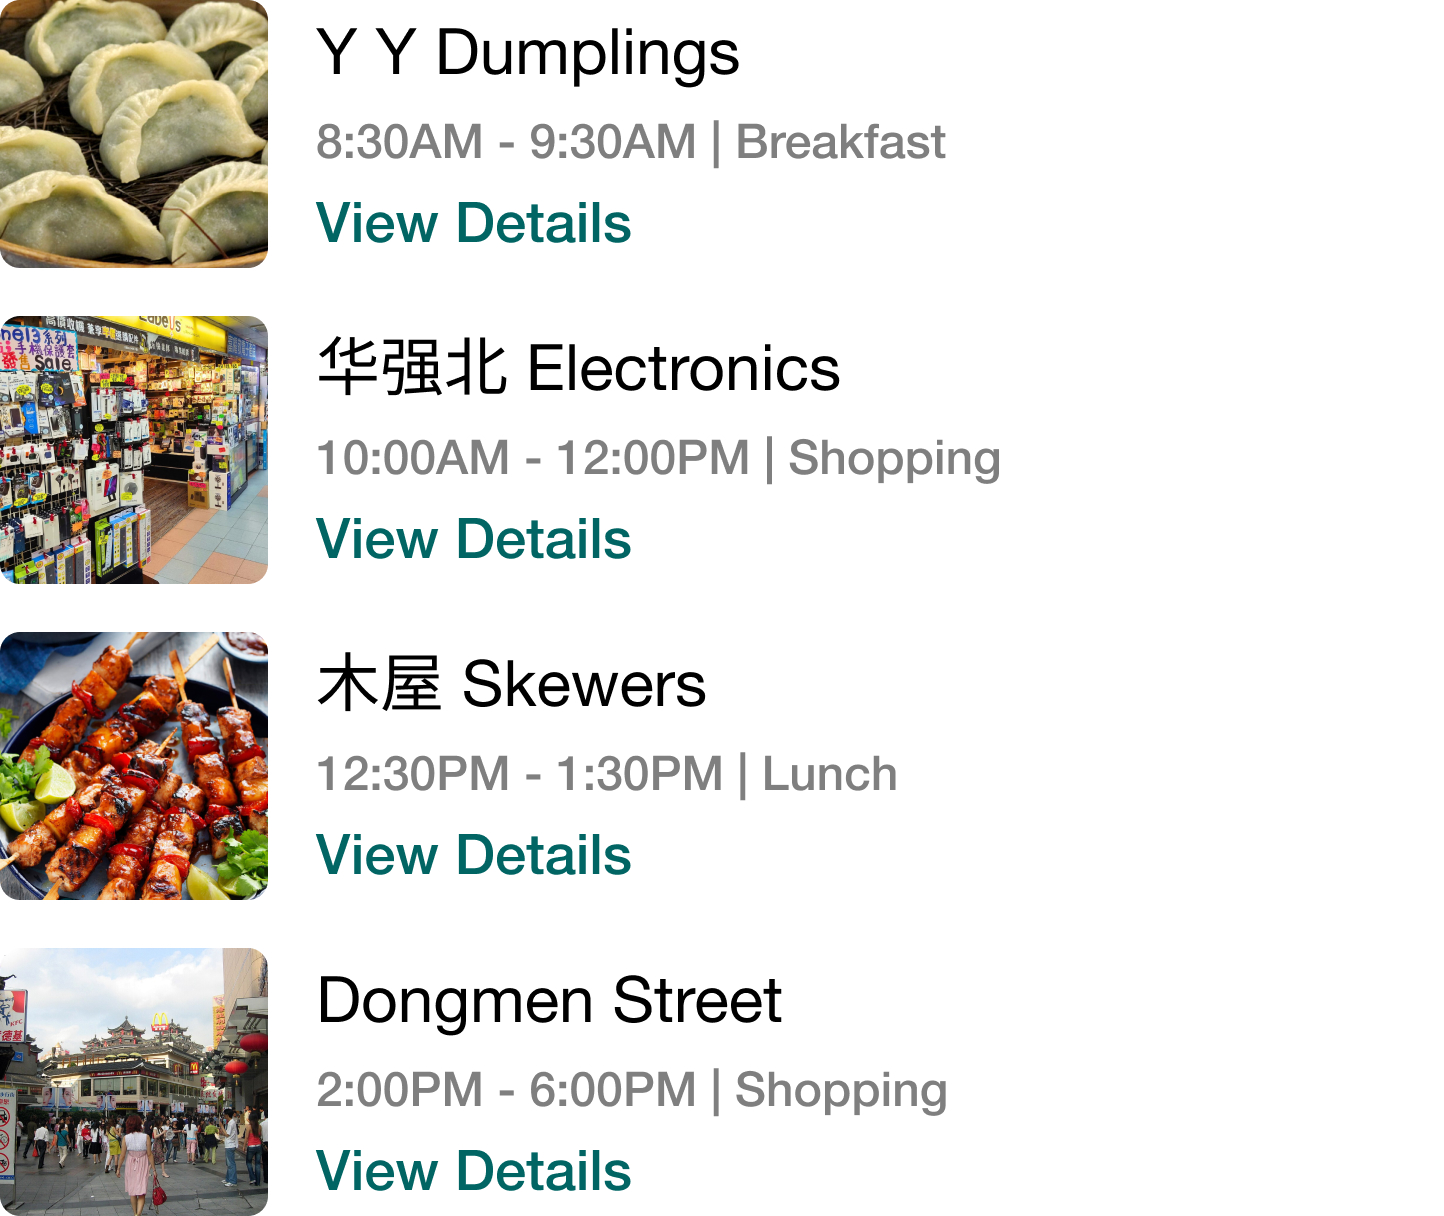 Y Y Dumplings
8:30AM - 9:30AM | Breakfast
View Details
Sale
华强北 Electronics
10:00AM - 12:00PM | Shopping
View Details
木屋 Skewers
12:30PM - 1:30PM | Lunch
View Details
KFC
Dongmen Street
2:00PM - 6:00PM | Shopping
View Details